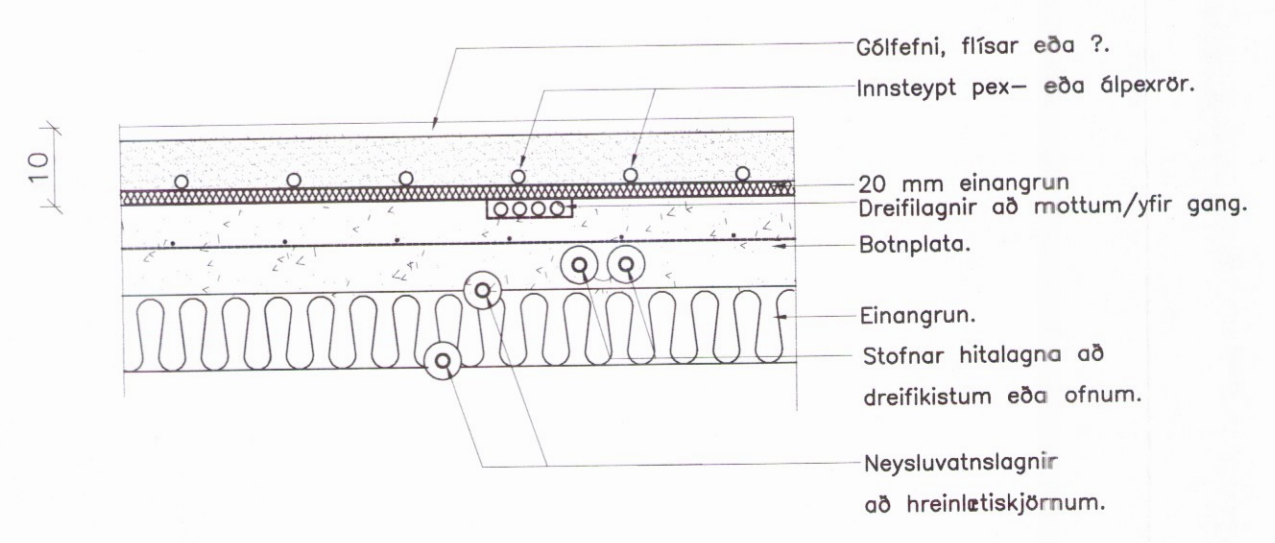 Gólfefni, flísar eða ?.
Innsteypt pex– eða álpexrör.
10
20 mm einangrun
Dreifilagnir að mottum/yfir gang.
Botnplata.
Einangrun.
Stofnar hitalagna að
dreifikistum eða ofnum.
Neysluvatnslagnir
að hreinlætiskjörnum.